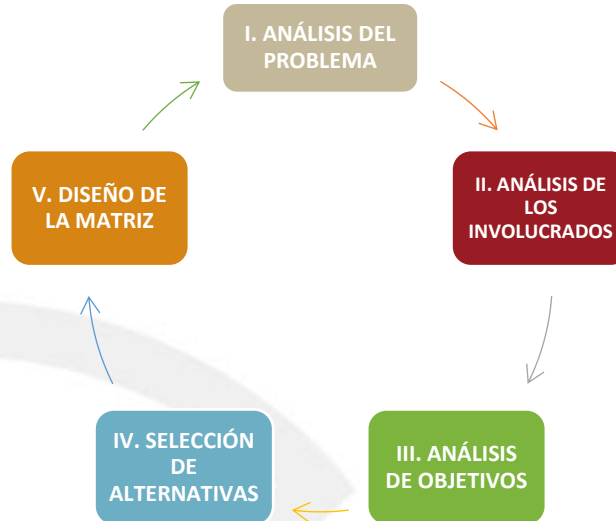 I. ANÁLISIS DEL
PROBLEMA
II. ANÁLISIS DE
LOS
INVOLUCRADOS
III. ANÁLISIS
DE OBJETIVOS
IV. SELECCIÓN
DE
ALTERNATIVAS
V. DISEÑO DE
LA MATRIZ